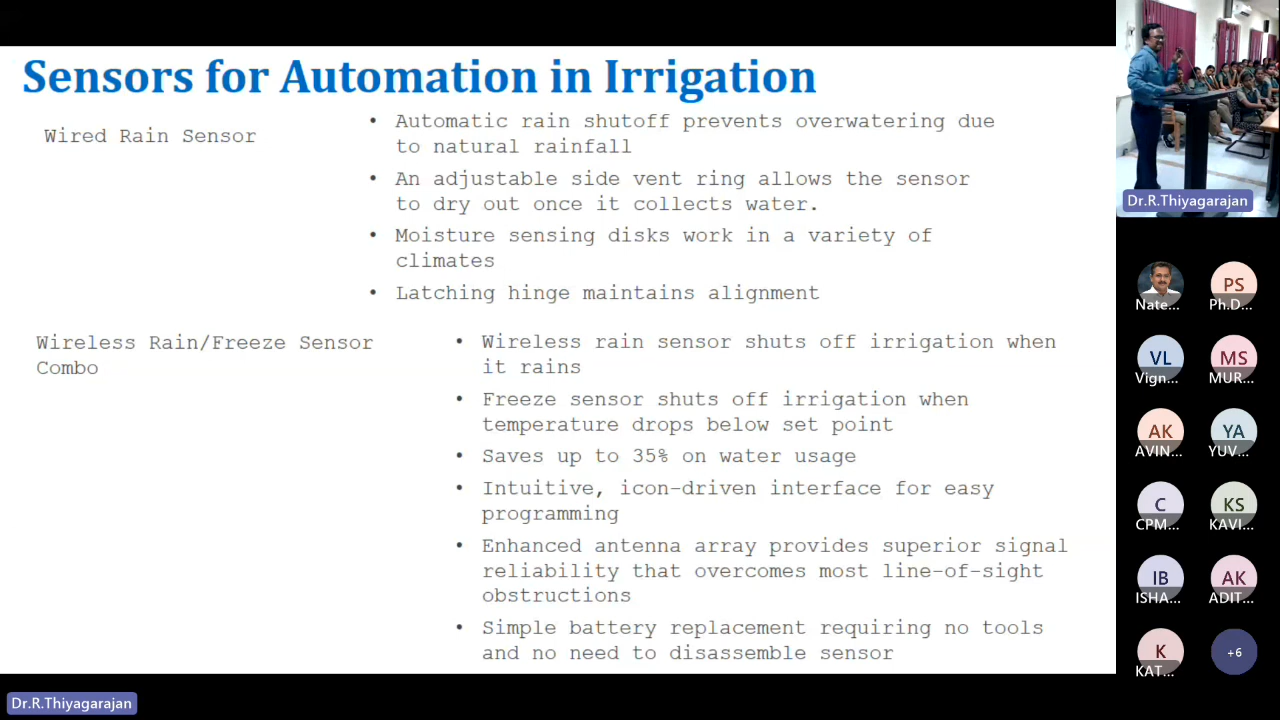 Sensors for Automation in Irrigation
Wired Rain Sensor
• Automatic rain shutoff prevents overwatering due
to natural rainfall
• An adjustable side vent ring allows the sensor
to dry out once it collects water.
• Moisture sensing disks work in a variety of
climates
• Latching hinge maintains alignment
Wireless Rain/Freeze Sensor
Combo
• Wireless rain sensor shuts off irrigation when
it rains
• Freeze sensor shuts off irrigation when
temperature drops below set point
• Saves up to 35% on water usage
• Intuitive, icon-driven interface for easy
programming
• Enhanced antenna array provides superior signal
reliability that overcomes most line-of-sight
obstructions
• Simple battery replacement requiring no tools
and no need to disassemble sensor
Dr.R.Thiyagarajan
Nate...
PS
Ph.D...
VL
Vign...
MS
MUR...
AK
AVIN...
YA
YUV...
C
CPM...
KS
KAVI...
IB
ISHA...
AK
ADIT...
K
KAT...
+6
Dr.R.Thiyagarajan